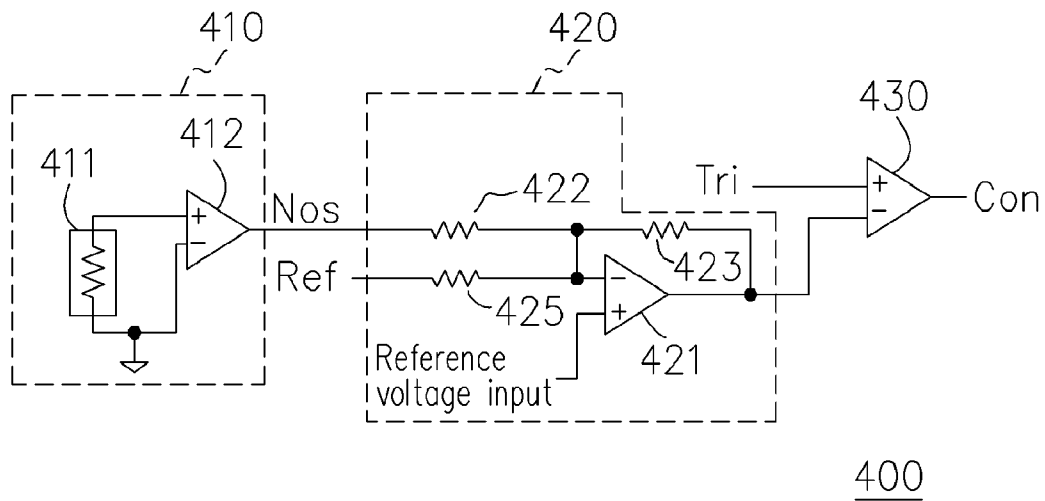 410
420
430
412
411
422
Tri
+
Con
Nos
+
−
−
423
Ref
−
425
+
421
Reference
voltage input
400